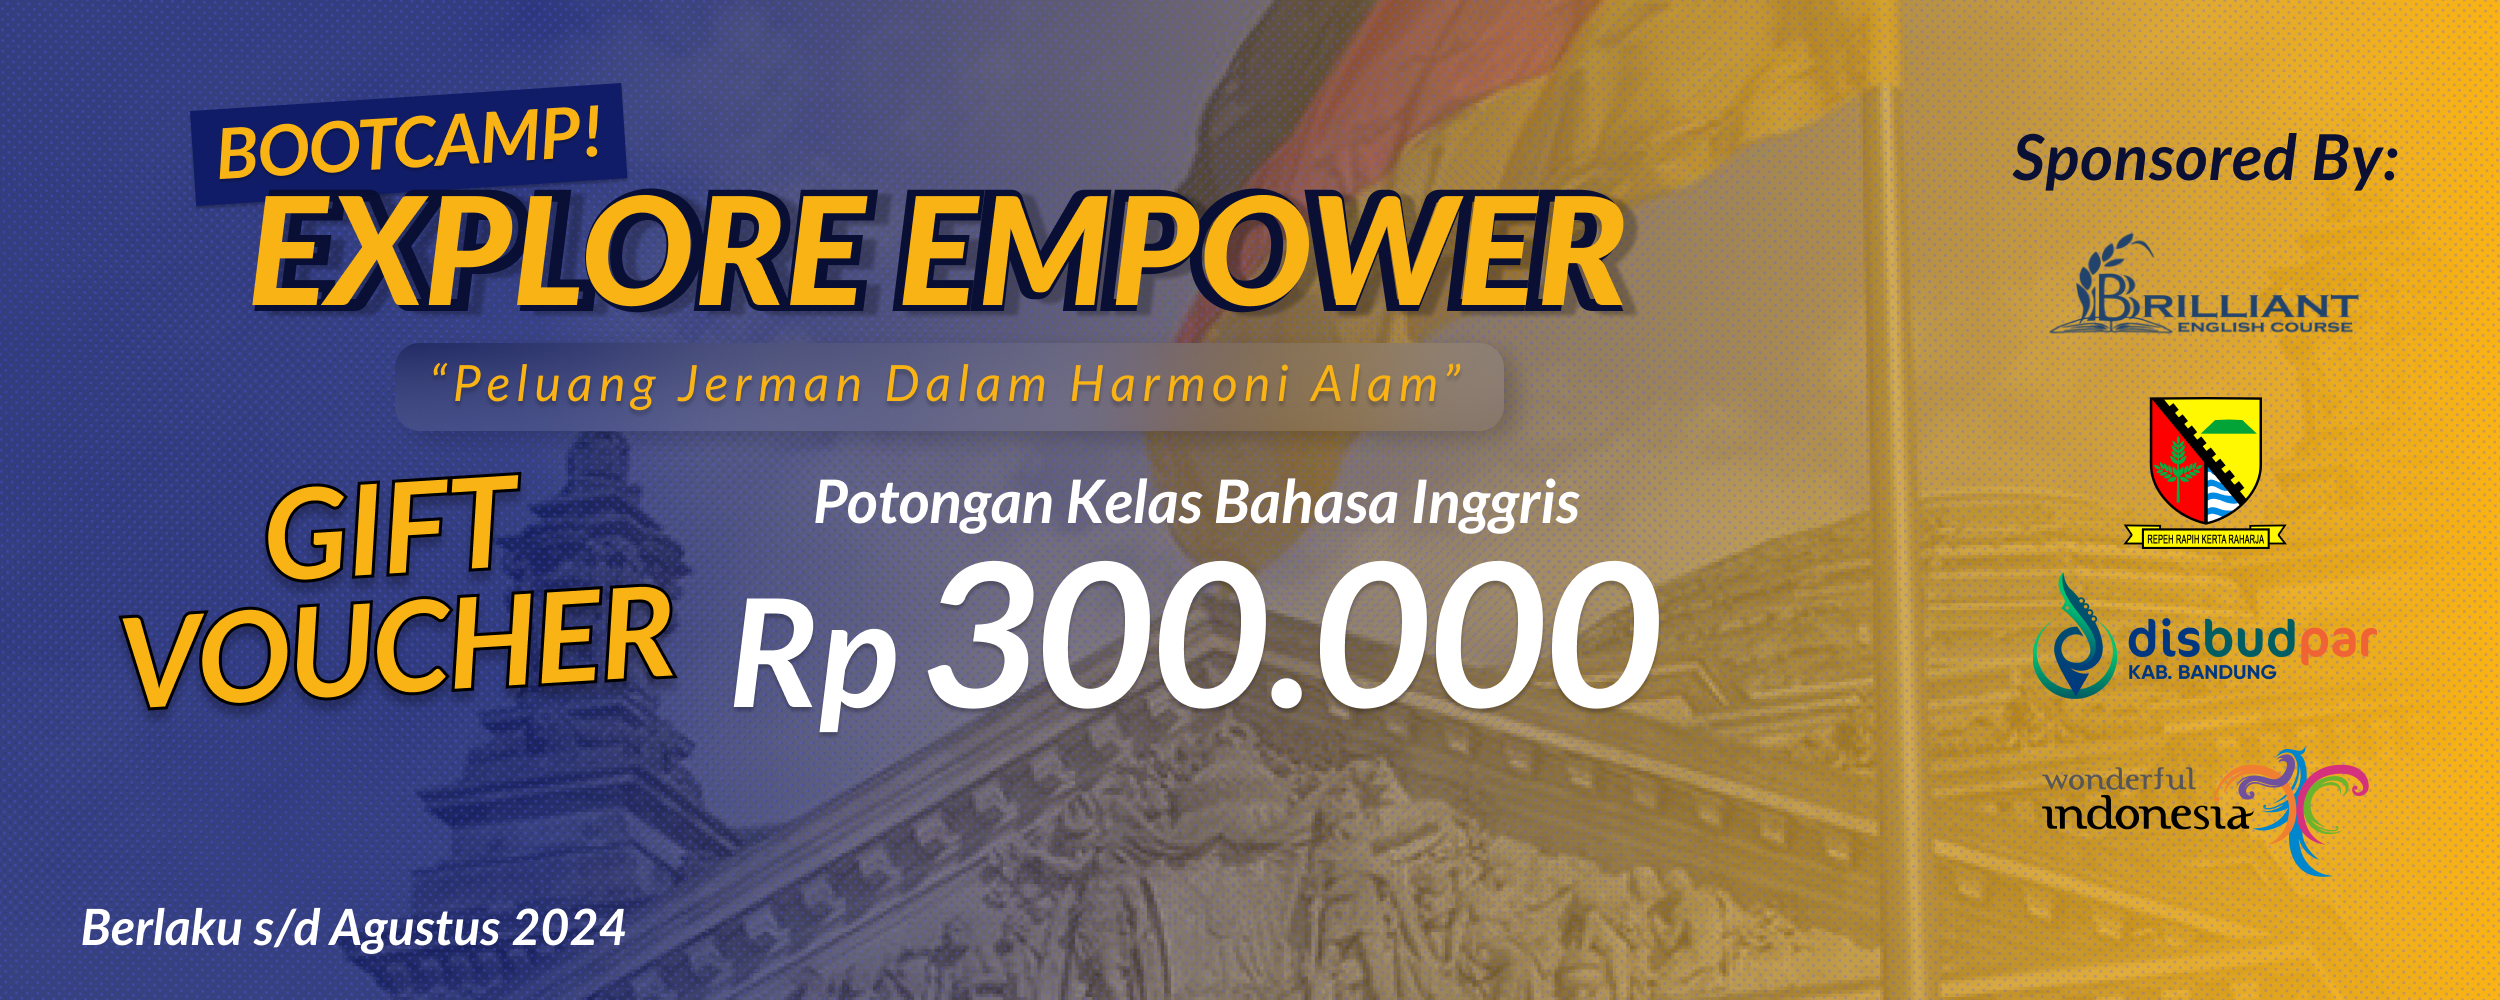 BOOTCAMP!
EXPLORE EMPOWER
“Peluang Jerman Dalam Harmoni Alam”
GIFT
VOUCHER
Potongan Kelas Bahasa Inggris
Rp 300.000
Berlaku s/d Agustus 2024
Sponsored By:
BRILLIANT
ENGLISH COURSE
REPEH RAPIH KERTA RAHARJA
disbudpar
KAB. BANDUNG
wonderful
indonesia